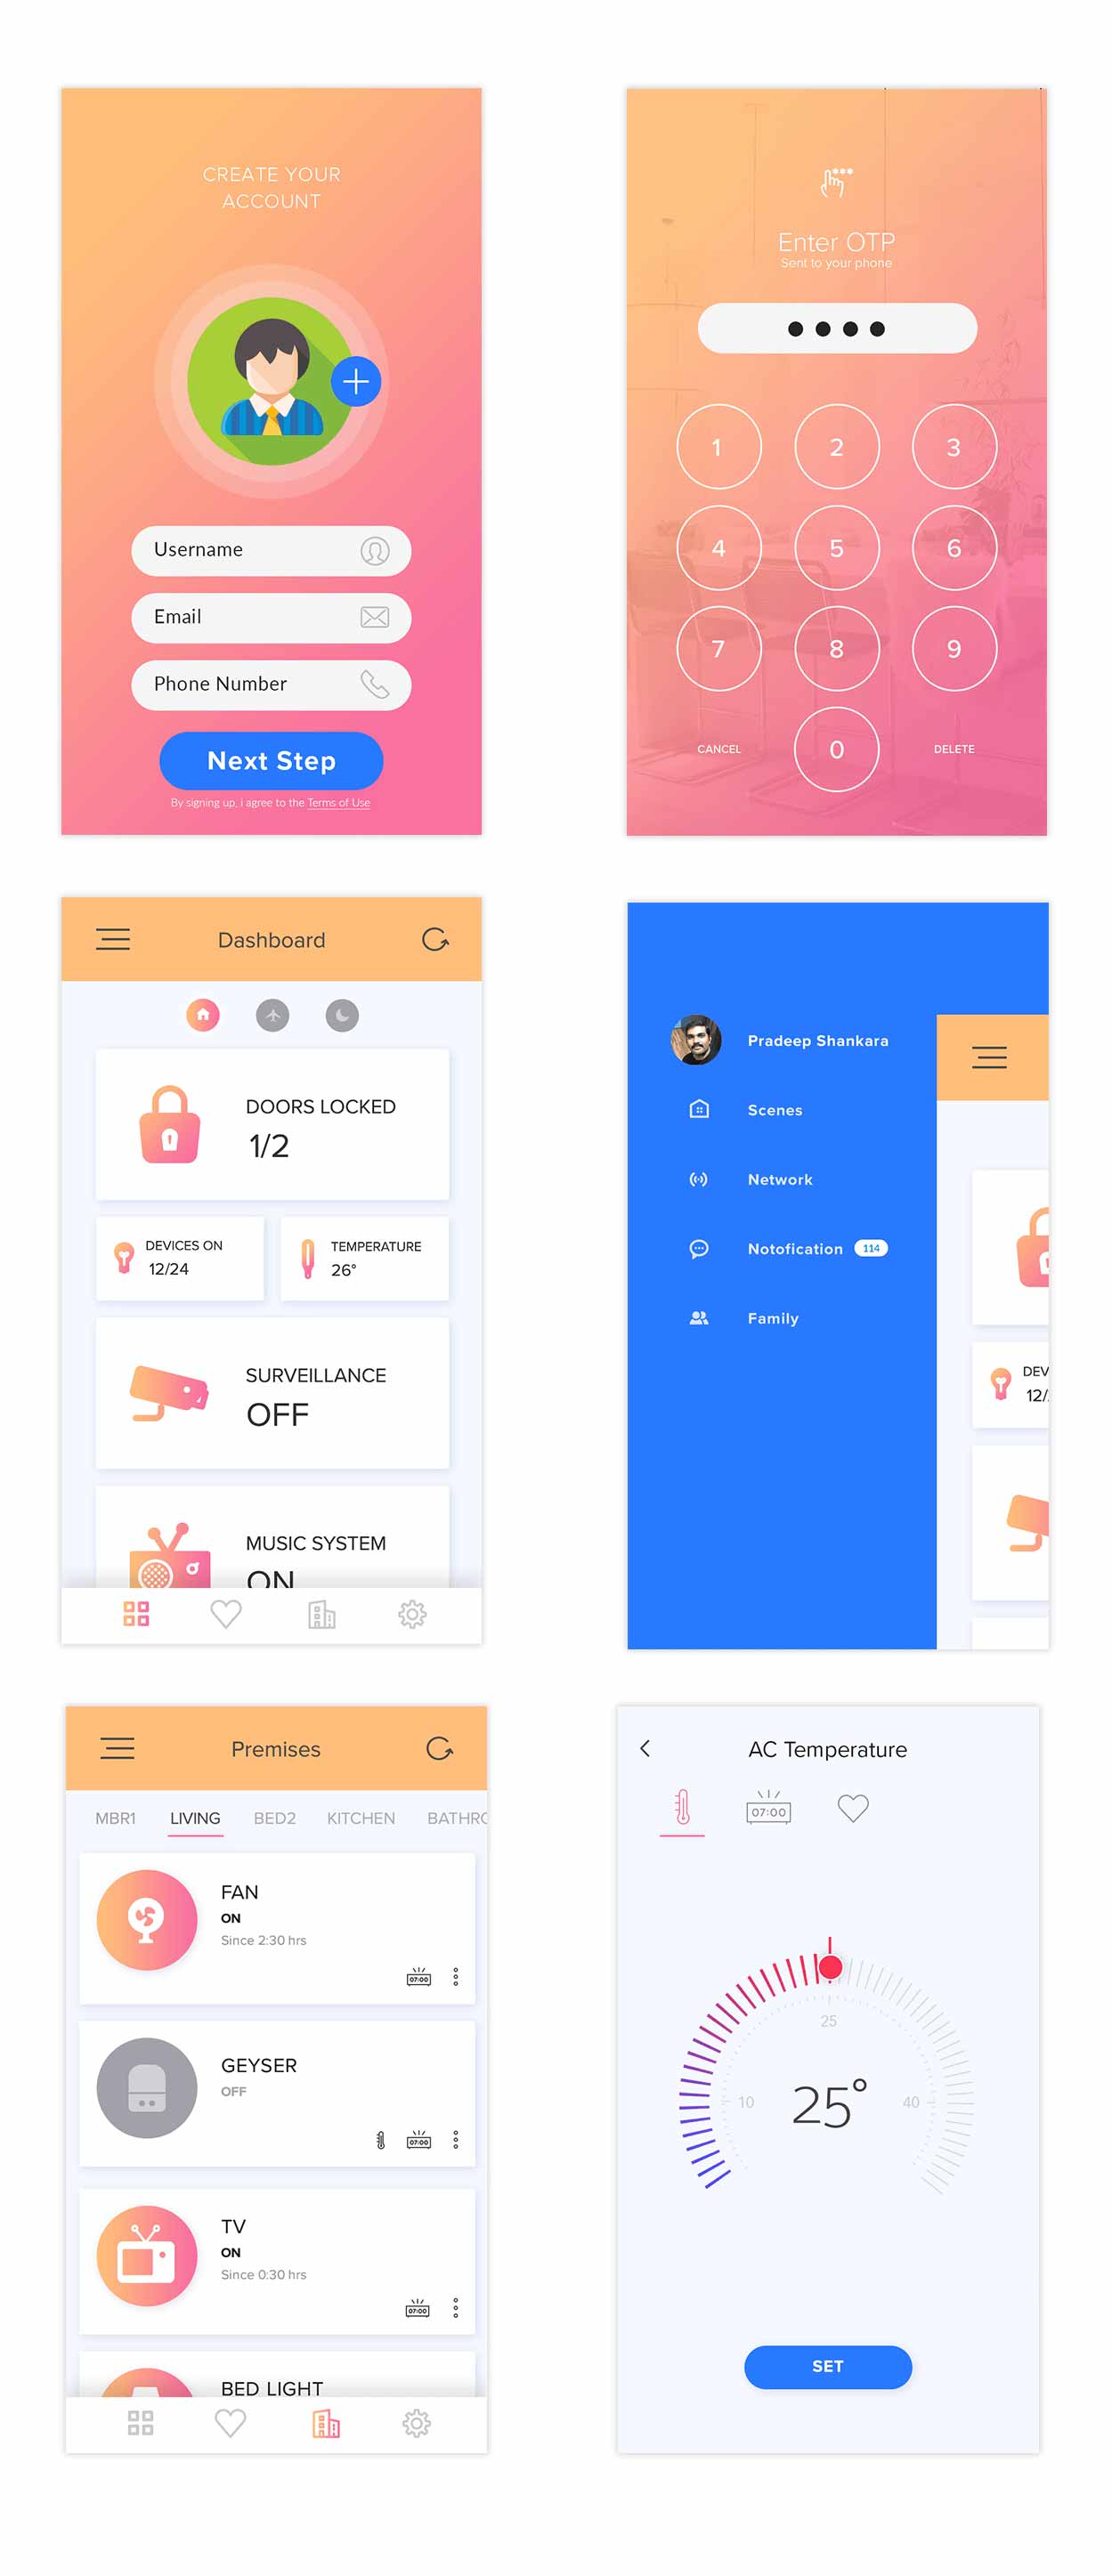 CREATE YOUR
ACCOUNT
Username
Email
Phone Number
Next Step
By signing up, i agree to the Terms of Use
Enter OTP
Sent to your phone
1 2 3
4 5 6
7 8 9
CANCEL 0 DELETE
Dashboard
DOORS LOCKED
1/2
DEVICES ON
12/24
TEMPERATURE
26°
SURVEILLANCE
OFF
MUSIC SYSTEM
ON
Pradeep Shankara
Scenes
Network
Notofication 114
Family
DEV
12/
Premises
MBR1 LIVING BED2 KITCHEN BATHRO
FAN
ON
Since 2:30 hrs
07:00
GEYSER
OFF
07:00
TV
ON
Since 0:30 hrs
07:00
BED LIGHT
AC Temperature
07:00
25
10 25° 40
SET